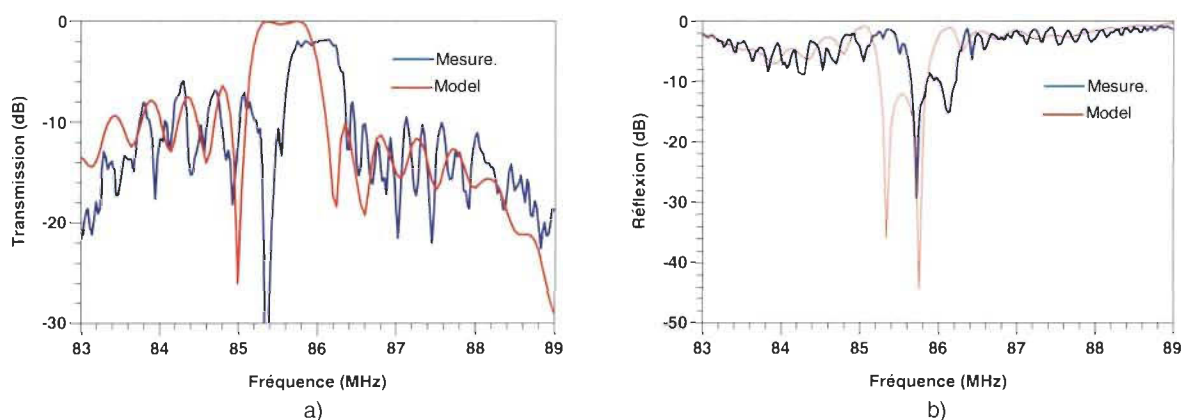 Transmission (dB)
0
-10
-20
-30
Mesure.
Model
83
84
85
86
87
88
89
Fréquence (MHz)
a)
Réflexion (dB)
0
-10
-20
-30
-40
-50
Mesure.
Model
83
84
85
86
87
88
89
Fréquence (MHz)
b)